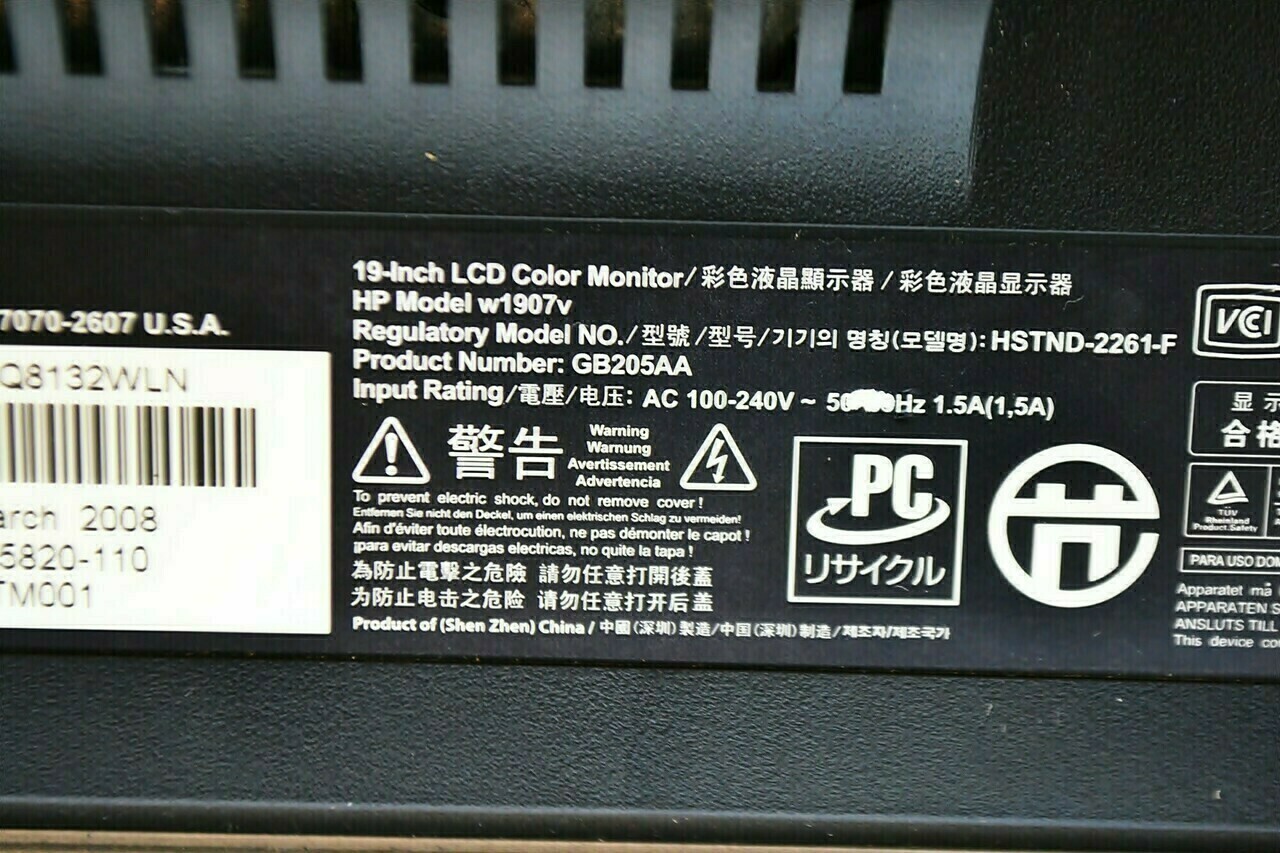 7070-2607 U.S.A.
Q8132WLN
2008
5820-110
TM001
19-Inch LCD Color Monitor/彩色液晶顯示器 / 彩色液晶显示器
HP Model w1907v
Regulatory Model NO./型號/型号/기기의 명칭(모델명): HSTND-2261-F
Product Number: GB205AA
Input Rating/電壓/电压: AC 100-240V ~ Hz 1.5A(1,5A)
警告
Warning
Warnung
Avertissement
Advertencia
To prevent electric shock, do not remove cover!
Entfernen Sie nicht den Deckel, um einen elektrischen Schlag zu vermeiden!
Afin d'éviter toute électrocution, ne pas démonter le capot!
¡para evitar descargas electricas, no quite la tapa!
為防止電擊之危險 請勿任意打開後蓋
为防止电击之危险 请勿任意打开后盖
Product of (Shen Zhen) China / 中國(深圳)製造/中国(深圳)制造/제조자/제조국가
PC
リサイクル
VCI
显示
合格
TÜV
Rheinland
Product Safety
PARA USO DOM
Apparatet må
APPARATEN S
ANSLUTS TILL
This device co